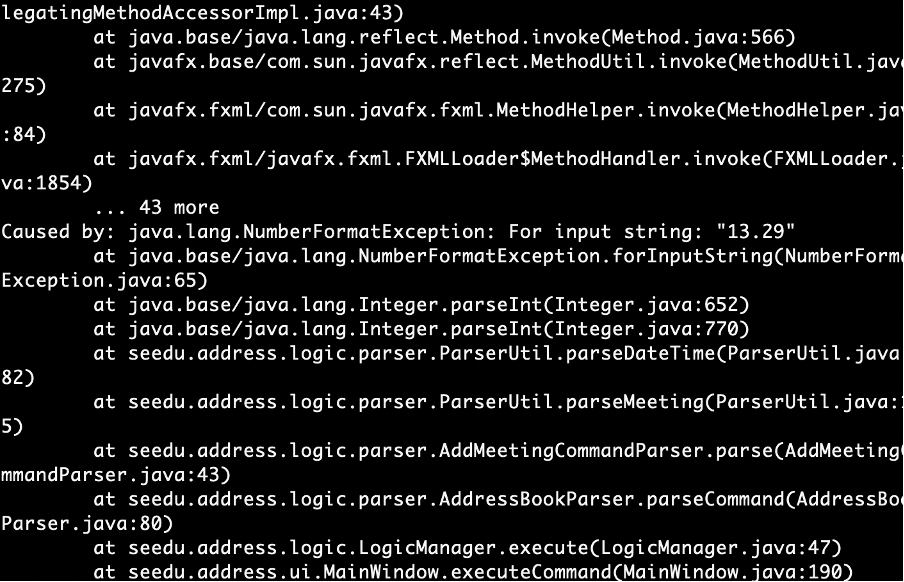 legatingMethodAccessorImpl.java:43)
at java.base/java.lang.reflect.Method.invoke(Method.java:566)
at javafx.base/com.sun.javafx.reflect.MethodUtil.invoke(MethodUtil.jav
275)
at javafx.fxml/com.sun.javafx.fxml.MethodHelper.invoke(MethodHelper.jav
:84)
at javafx.fxml/javafx.fxml.FXMLLoader$MethodHandler.invoke(FXMLLoader.j
va:1854)
... 43 more
Caused by: java.lang.NumberFormatException: For input string: "13.29"
at java.base/java.lang.NumberFormatException.forInputString(NumberForm
Exception.java:65)
at java.base/java.lang.Integer.parseInt(Integer.java:652)
at java.base/java.lang.Integer.parseInt(Integer.java:770)
at seedu.address.logic.parser.ParserUtil.parseDateTime(ParserUtil.java
82)
at seedu.address.logic.parser.ParserUtil.parseMeeting(ParserUtil.java:1
5)
at seedu.address.logic.parser.AddMeetingCommandParser.parse(AddMeetingC
mmandParser.java:43)
at seedu.address.logic.parser.AddressBookParser.parseCommand(AddressBoo
Parser.java:80)
at seedu.address.logic.LogicManager.execute(LogicManager.java:47)
at seedu.address.ui.MainWindow.executeCommand(MainWindow.java:190)